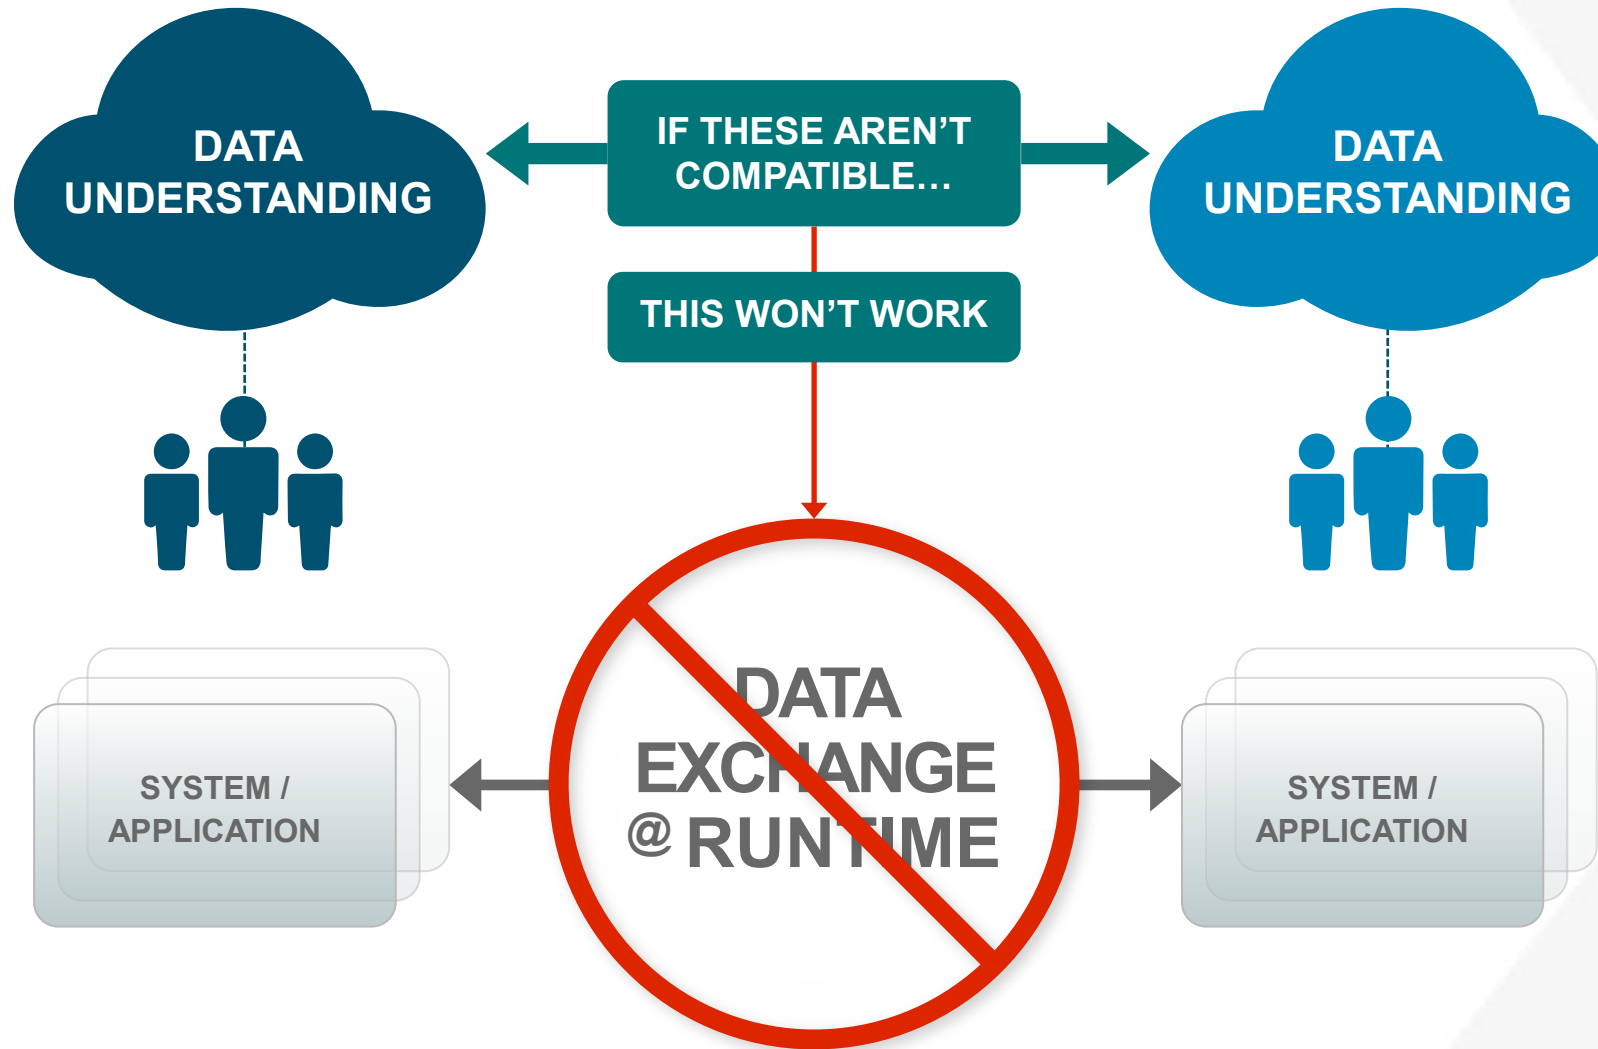 DATA
UNDERSTANDING
IF THESE AREN’T
COMPATIBLE…
DATA
UNDERSTANDING
THIS WON’T WORK
DATA
EXCHANGE
@ RUNTIME
SYSTEM /
APPLICATION
SYSTEM /
APPLICATION